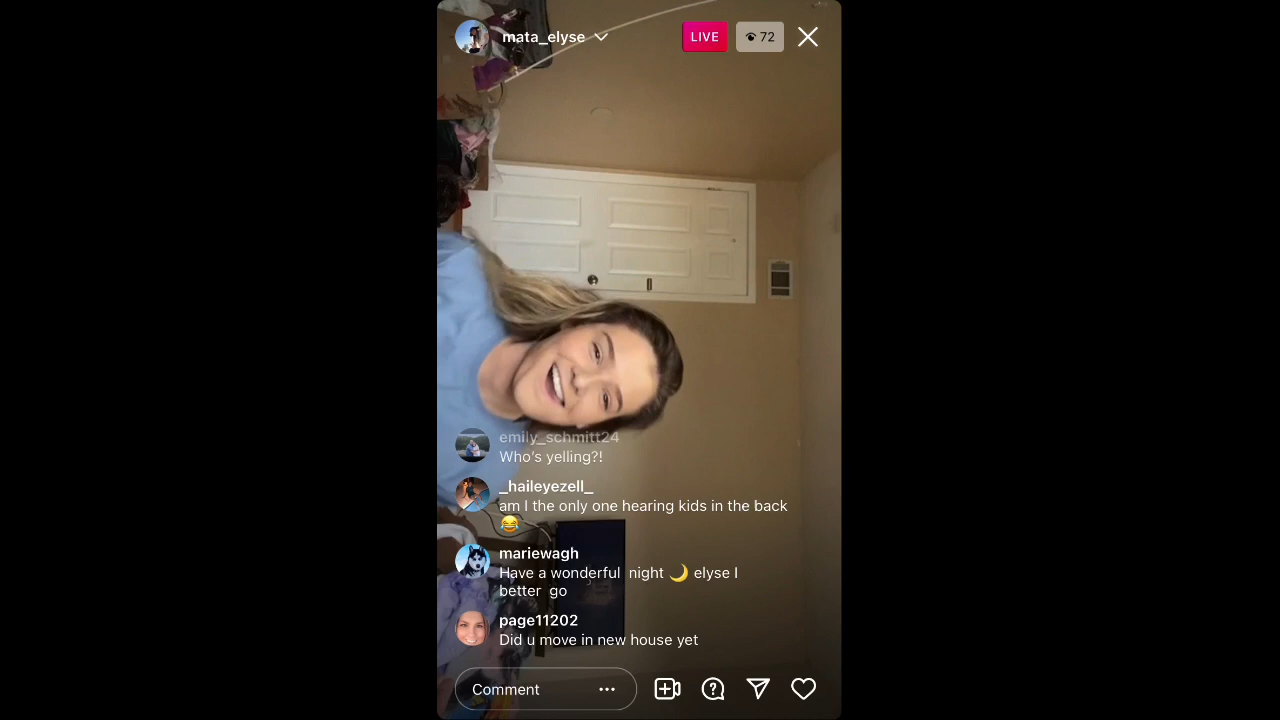 mata_elyse
LIVE
72
emily_schmitt24
Who's yelling?!
_haileyezell_
am I the only one hearing kids in the back
😂
mariewagh
Have a wonderful night 🌙 elyse I
better go
page11202
Did u move in new house yet
Comment